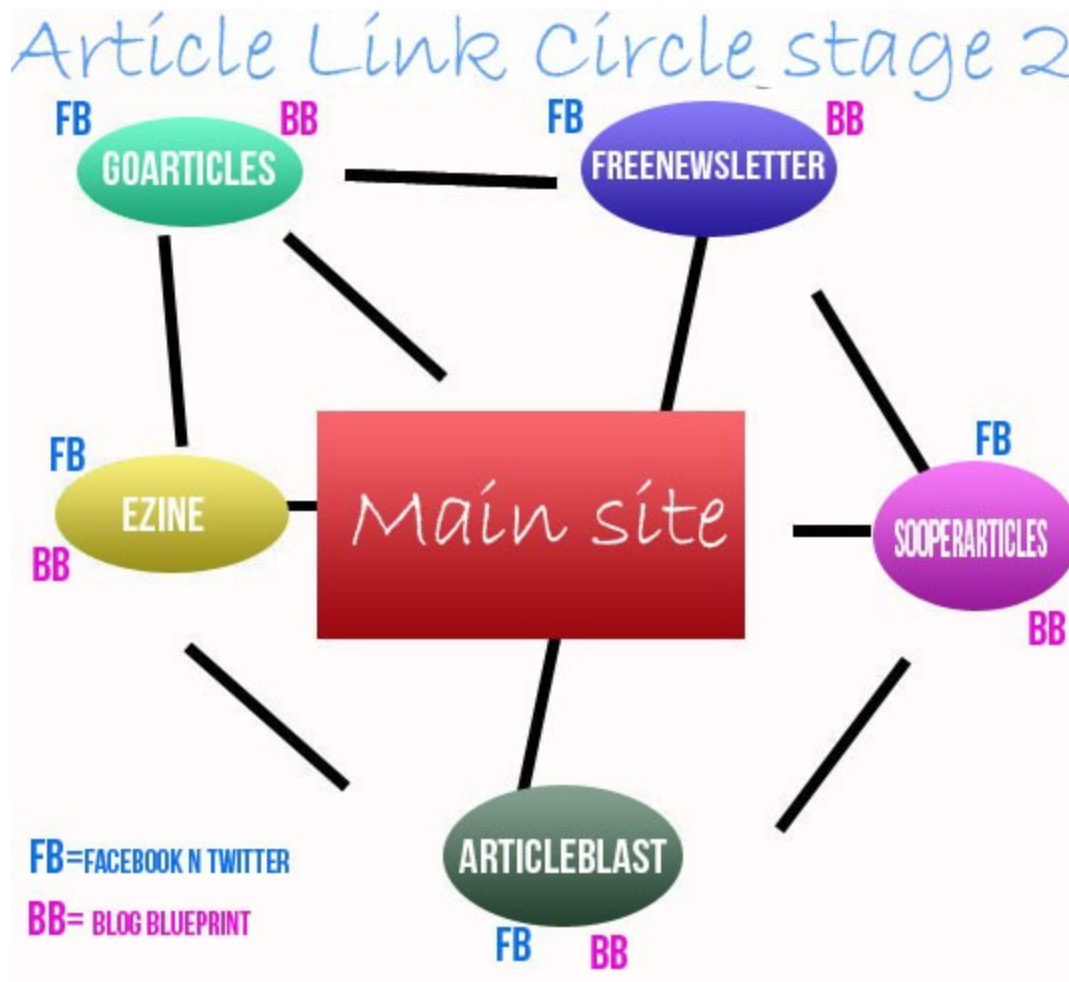 Article Link Circle stage 2
FB
BB
GOARTICLES
FB
BB
FREENEWSLETTER
FB
EZINE
BB
Main site
FB
SOOPERARTICLES
BB
ARTICLEBLAST
FB
BB
FB=FACEBOOK N TWITTER
BB= BLOG BLUEPRINT